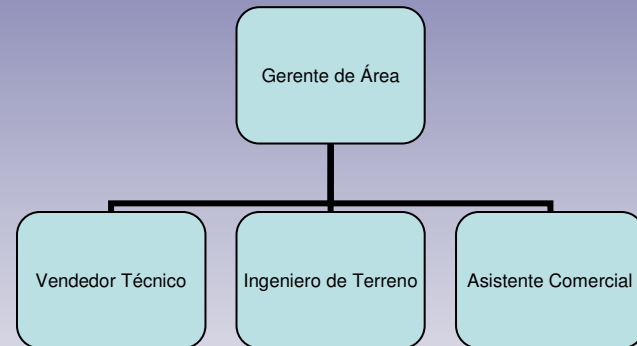 Gerente de Área
Vendedor Técnico
Ingeniero de Terreno
Asistente Comercial